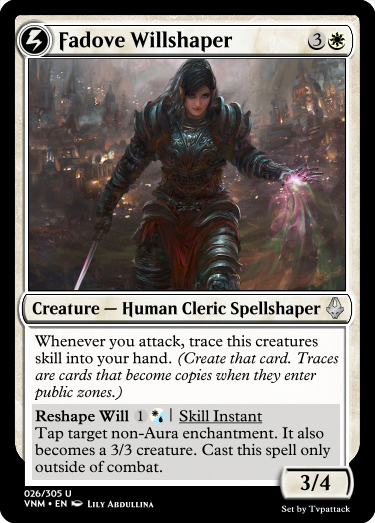 Fadove Willshaper 3
Creature — Human Cleric Spellshaper
Whenever you attack, trace this creatures
skill into your hand. (Create that card. Traces
are cards that become copies when they enter
public zones.)
Reshape Will 1 | Skill Instant
Tap target non-Aura enchantment. It also
becomes a 3/3 creature. Cast this spell only
outside of combat.
3/4
026/305 U
VNM • EN Lily Abdullina
Set by Tvpattack